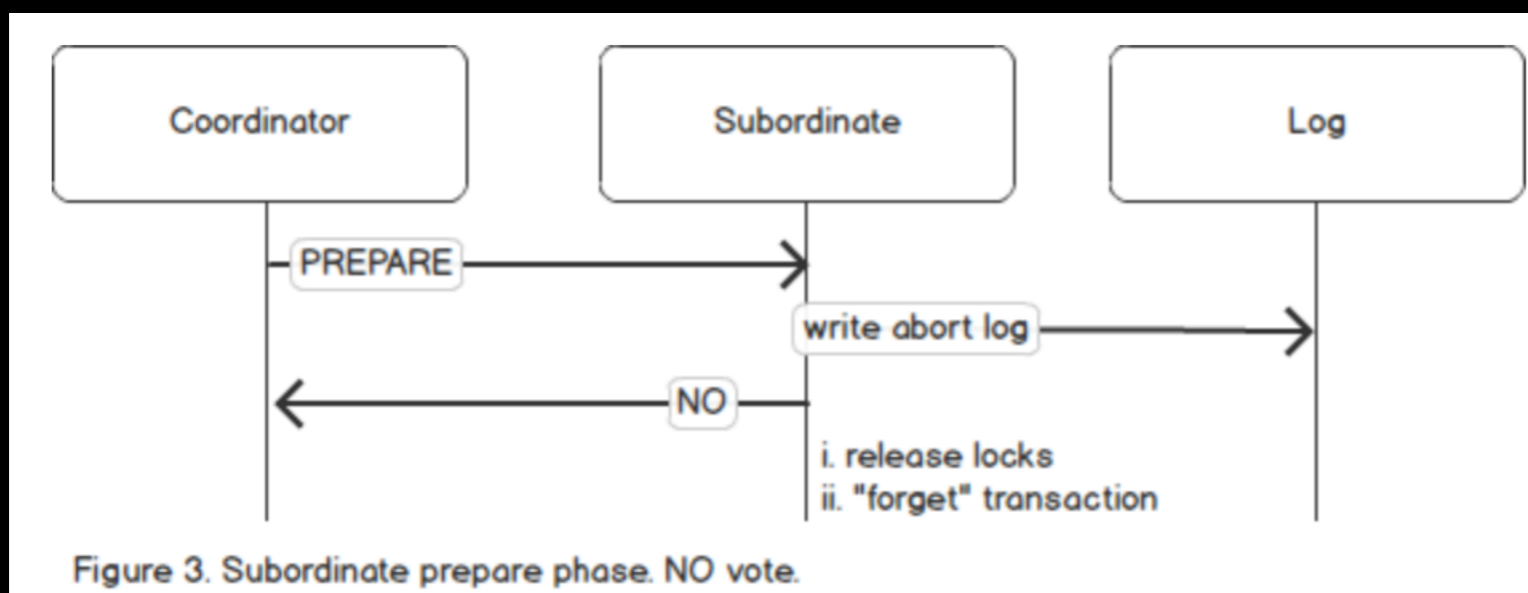 Coordinator
Subordinate
Log
PREPARE
write abort log
NO
i. release locks
ii. "forget" transaction
Figure 3. Subordinate prepare phase. NO vote.